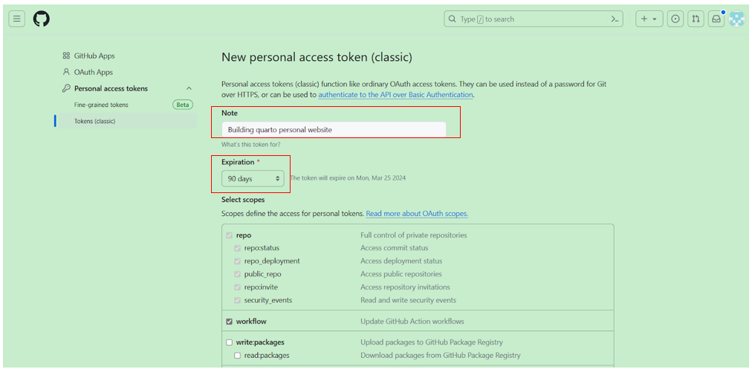 Type / to search
GitHub Apps
OAuth Apps
Personal access tokens
Fine-grained tokens Beta
Tokens (classic)
New personal access token (classic)
Personal access tokens (classic) function like ordinary OAuth access tokens. They can be used instead of a password for Git
over HTTPS, or can be used to authenticate to the API over Basic Authentication.
Note
Building quarto personal website
What's this token for?
Expiration *
90 days The token will expire on Mon, Mar 25 2024
Select scopes
Scopes define the access for personal tokens. Read more about OAuth scopes.
repo Full control of private repositories
repo:status Access commit status
repo_deployment Access deployment status
public_repo Access public repositories
repo:invite Access repository invitations
security_events Read and write security events
workflow Update GitHub Action workflows
write:packages Upload packages to GitHub Package Registry
read:packages Download packages from GitHub Package Registry